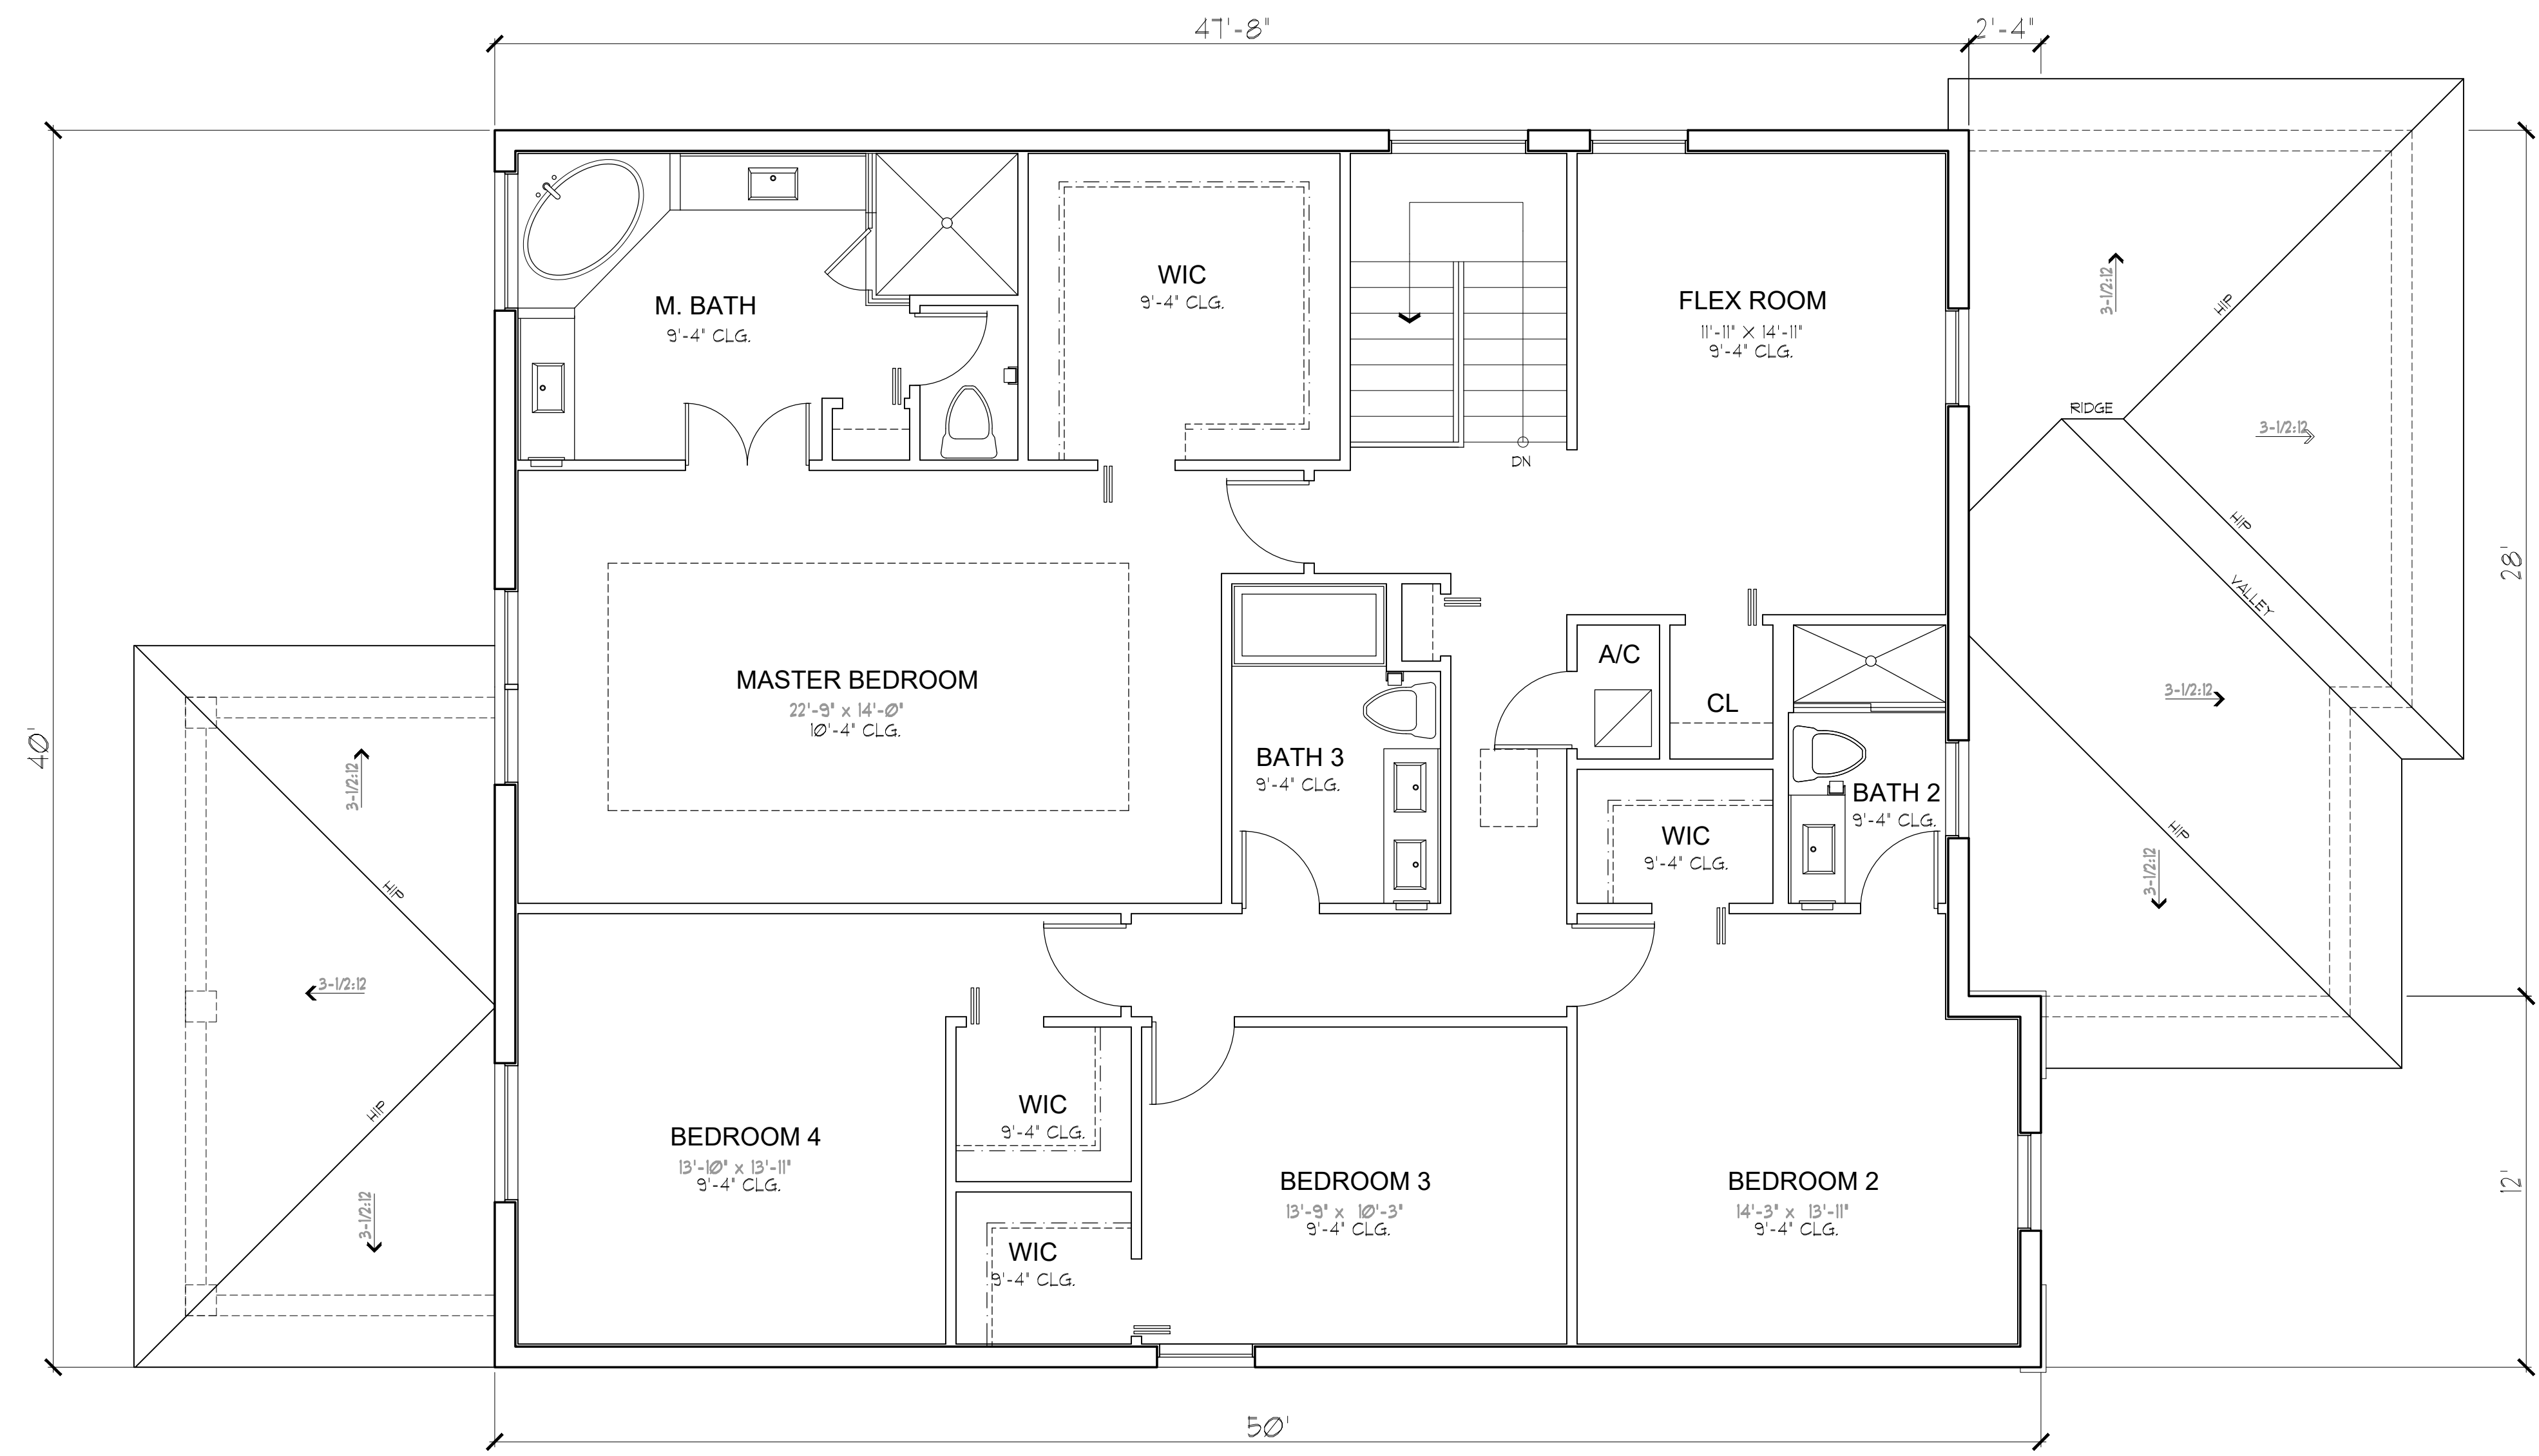 47'-8"
2'-4"
40'
28'
12'
50'
M. BATH
9'-4" CLG.
WIC
9'-4" CLG.
DN
FLEX ROOM
11'-11" X 14'-11"
9'-4" CLG.
MASTER BEDROOM
22'-9" x 14'-0"
10'-4" CLG.
BATH 3
9'-4" CLG.
A/C
CL
WIC
9'-4" CLG.
BATH 2
9'-4" CLG.
BEDROOM 4
13'-10" x 13'-11"
9'-4" CLG.
WIC
9'-4" CLG.
WIC
9'-4" CLG.
BEDROOM 3
13'-9" x 10'-3"
9'-4" CLG.
BEDROOM 2
14'-3" x 13'-11"
9'-4" CLG.
3-1/2:12
HIP
3-1/2:12
HIP
3-1/2:12
3-1/2:12
HIP
RIDGE
3-1/2:12
HIP
VALLEY
3-1/2:12
HIP
3-1/2:12